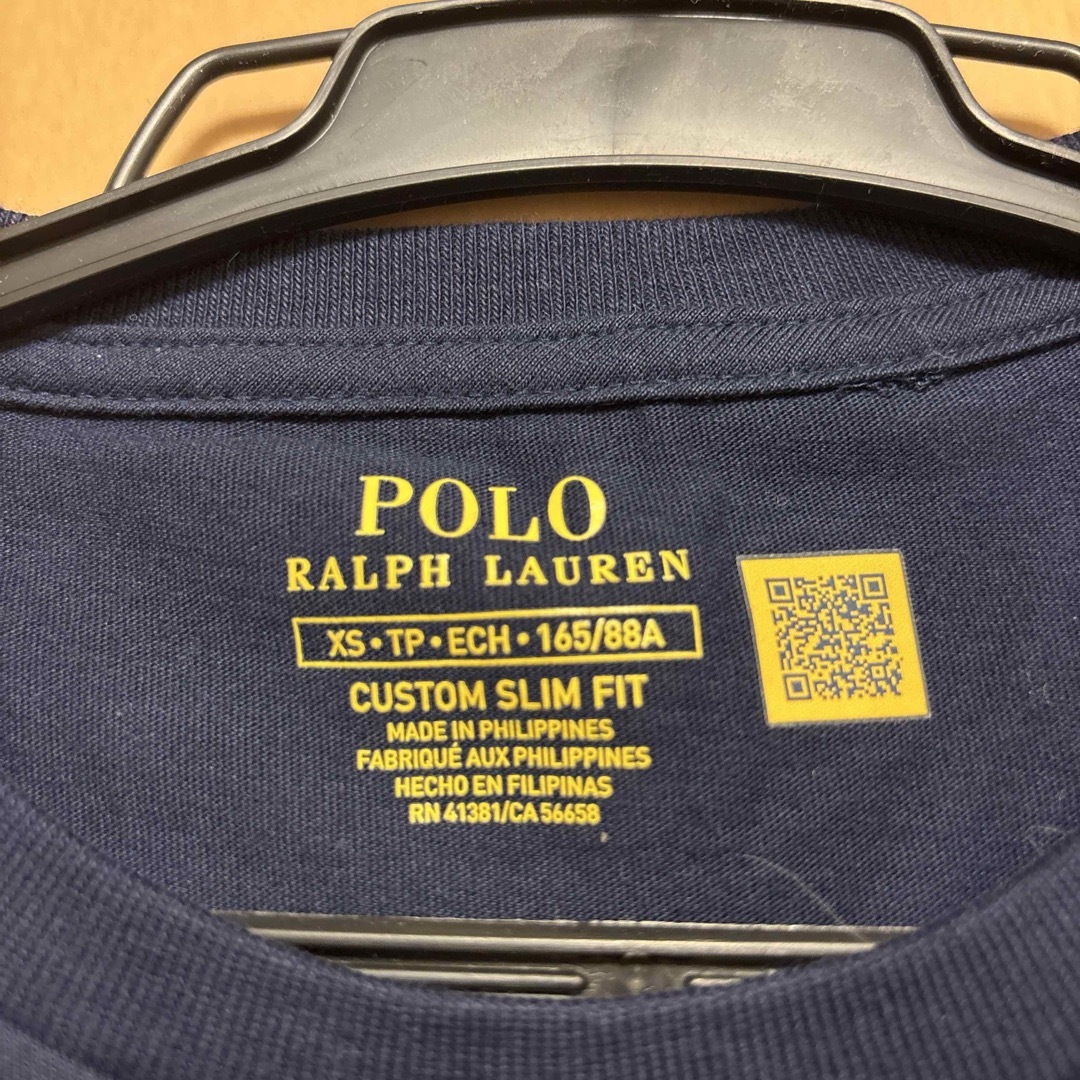 POLO
RALPH LAUREN
XS•TP•ECH•165/88A
CUSTOM SLIM FIT
MADE IN PHILIPPINES
FABRIQUÉ AUX PHILIPPINES
HECHO EN FILIPINAS
RN 41381/CA 56658